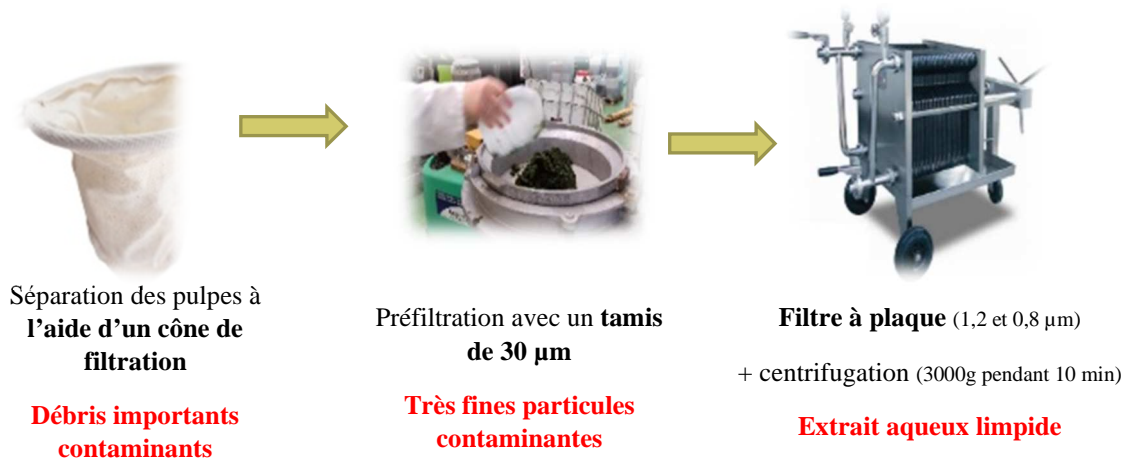 Séparation des pulpes à
l'aide d'un cône de
filtration
Débris importants
contaminants
Préfiltration avec un tamis
de 30 µm
Très fines particules
contaminantes
Filtre à plaque (1,2 et 0,8 µm)
+ centrifugation (3000g pendant 10 min)
Extrait aqueux limpide